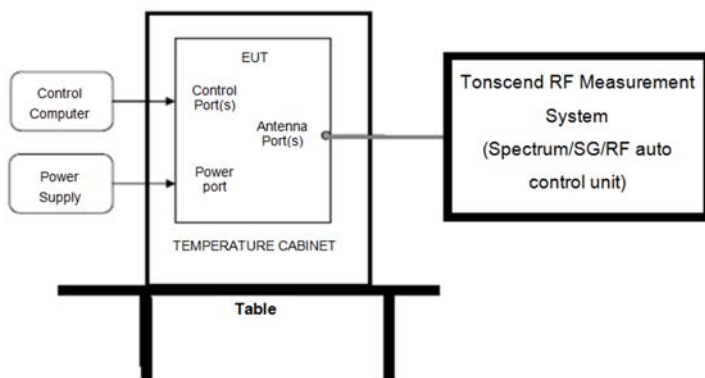 Control
Computer
Power
Supply
EUT
Control
Port(s)
Antenna
Port(s)
Power
port
TEMPERATURE CABINET
Table
Tonscend RF Measurement
System
(Spectrum/SG/RF auto
control unit)